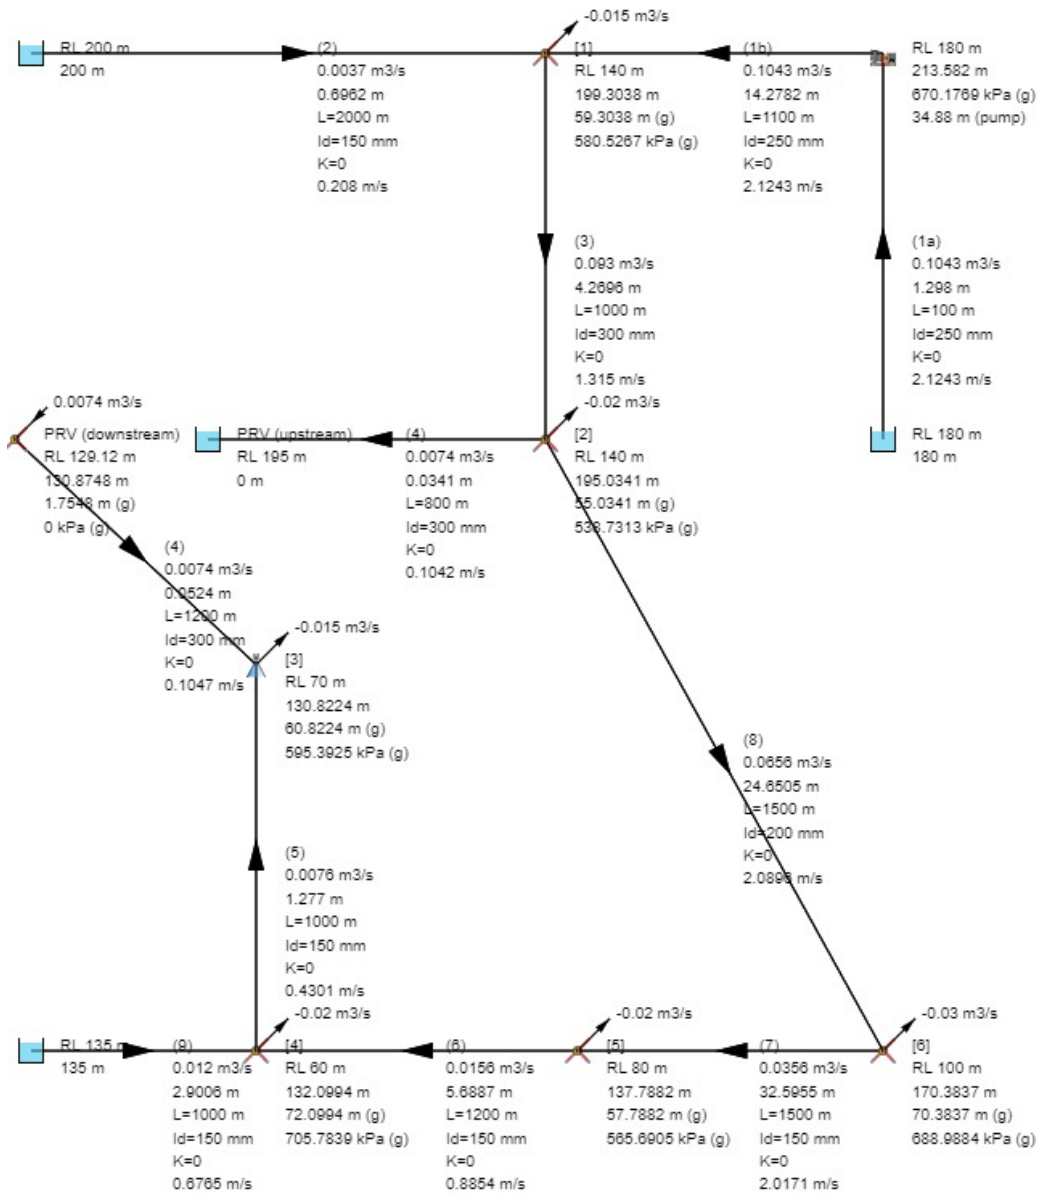 -0.015 m3/s
RL 200 m
200 m
(2)
0.0037 m3/s
0.6962 m
L=2000 m
Id=150 mm
K=0
0.208 m/s
[1]
RL 140 m
199.3038 m
59.3038 m (g)
580.5267 kPa (g)
(1b)
0.1043 m3/s
14.2782 m
L=1100 m
Id=250 mm
K=0
2.1243 m/s
RL 180 m
213.582 m
670.1769 kPa (g)
34.88 m (pump)
(3)
0.093 m3/s
4.2696 m
L=1000 m
Id=300 mm
K=0
1.315 m/s
(1a)
0.1043 m3/s
1.298 m
L=100 m
Id=250 mm
K=0
2.1243 m/s
0.0074 m3/s
PRV (downstream)
RL 129.12 m
130.8748 m
1.7548 m (g)
0 kPa (g)
PRV (upstream)
RL 195 m
0 m
(4)
0.0074 m3/s
0.0341 m
L=800 m
Id=300 mm
K=0
0.1042 m/s
-0.02 m3/s
[2]
RL 140 m
195.0341 m
55.0341 m (g)
538.7313 kPa (g)
RL 180 m
180 m
(4)
0.0074 m3/s
0.0524 m
L=1200 m
Id=300 mm
K=0
0.1047 m/s
-0.015 m3/s
[3]
RL 70 m
130.8224 m
60.8224 m (g)
595.3925 kPa (g)
(8)
0.0656 m3/s
24.6505 m
L=1500 m
Id=200 mm
K=0
2.0893 m/s
(5)
0.0076 m3/s
1.277 m
L=1000 m
Id=150 mm
K=0
0.4301 m/s
RL 135 m
135 m
(9)
0.012 m3/s
2.9006 m
L=1000 m
Id=150 mm
K=0
0.6765 m/s
-0.02 m3/s
[4]
RL 60 m
132.0994 m
72.0994 m (g)
705.7839 kPa (g)
(6)
0.0156 m3/s
5.6887 m
L=1200 m
Id=150 mm
K=0
0.8854 m/s
-0.02 m3/s
[5]
RL 80 m
137.7882 m
57.7882 m (g)
565.6905 kPa (g)
(7)
0.0356 m3/s
32.5955 m
L=1500 m
Id=150 mm
K=0
2.0171 m/s
-0.03 m3/s
[6]
RL 100 m
170.3837 m
70.3837 m (g)
688.9884 kPa (g)